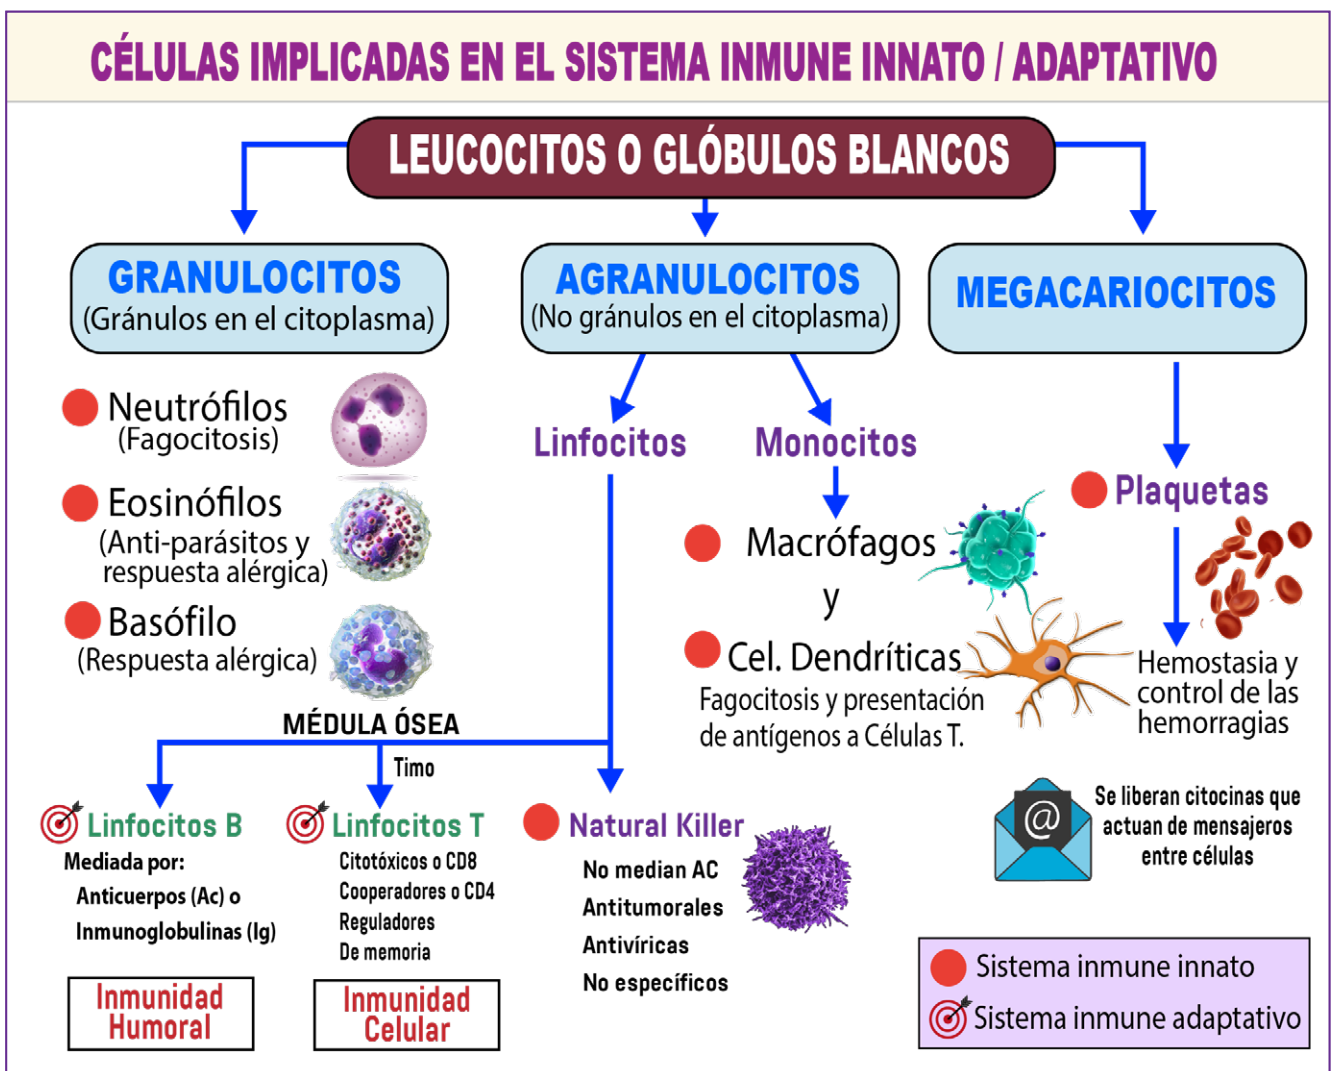 CÉLULAS IMPLICADAS EN EL SISTEMA INMUNE INNATO / ADAPTATIVO
LEUCOCITOS O GLÓBULOS BLANCOS
GRANULOCITOS
(Gránulos en el citoplasma)
Neutrófilos
(Fagocitosis)
Eosinófilos
(Anti-parásitos y
respuesta alérgica)
Basófilo
(Respuesta alérgica)
AGRANULOCITOS
(No gránulos en el citoplasma)
Linfocitos
Monocitos
Macrófagos
y
Cel. Dendríticas
Fagocitosis y presentación
de antígenos a Células T.
MEGACARIOCITOS
Plaquetas
Hemostasia y
control de las
hemorragias
MÉDULA ÓSEA
Timo
Linfocitos B
Mediada por:
Anticuerpos (Ac) o
Inmunoglobulinas (Ig)
Inmunidad
Humoral
Linfocitos T
Citotóxicos o CD8
Cooperadores o CD4
Reguladores
De memoria
Inmunidad
Celular
Natural Killer
No median AC
Antitumorales
Antivíricas
No específicos
@
Se liberan citocinas que
actuan de mensajeros
entre células
Sistema inmune innato
Sistema inmune adaptativo